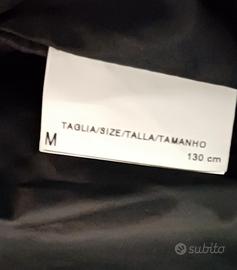 TAGLIA/SIZE/TALLA/TAMANHO
M
130 cm
subito